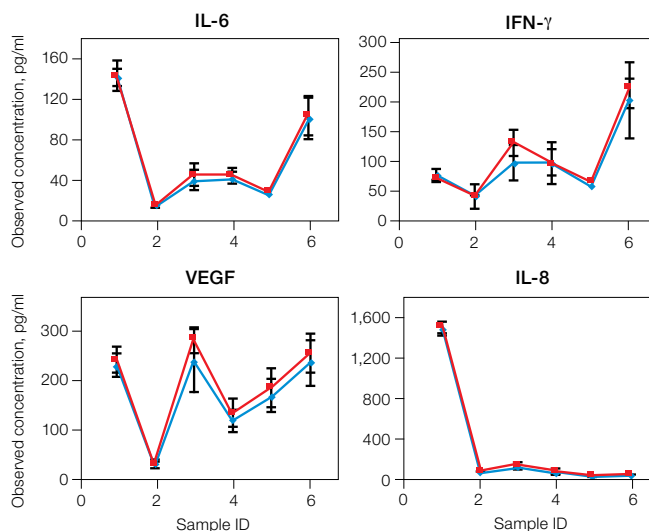 IL-6
Observed concentration, pg/ml
160
120
80
40
0
0 2 4 6
IFN-γ
300
250
200
150
100
50
0
0 2 4 6
VEGF
Observed concentration, pg/ml
300
200
100
0
0 2 4 6
Sample ID
IL-8
1,600
1,200
800
400
0
0 2 4 6
Sample ID